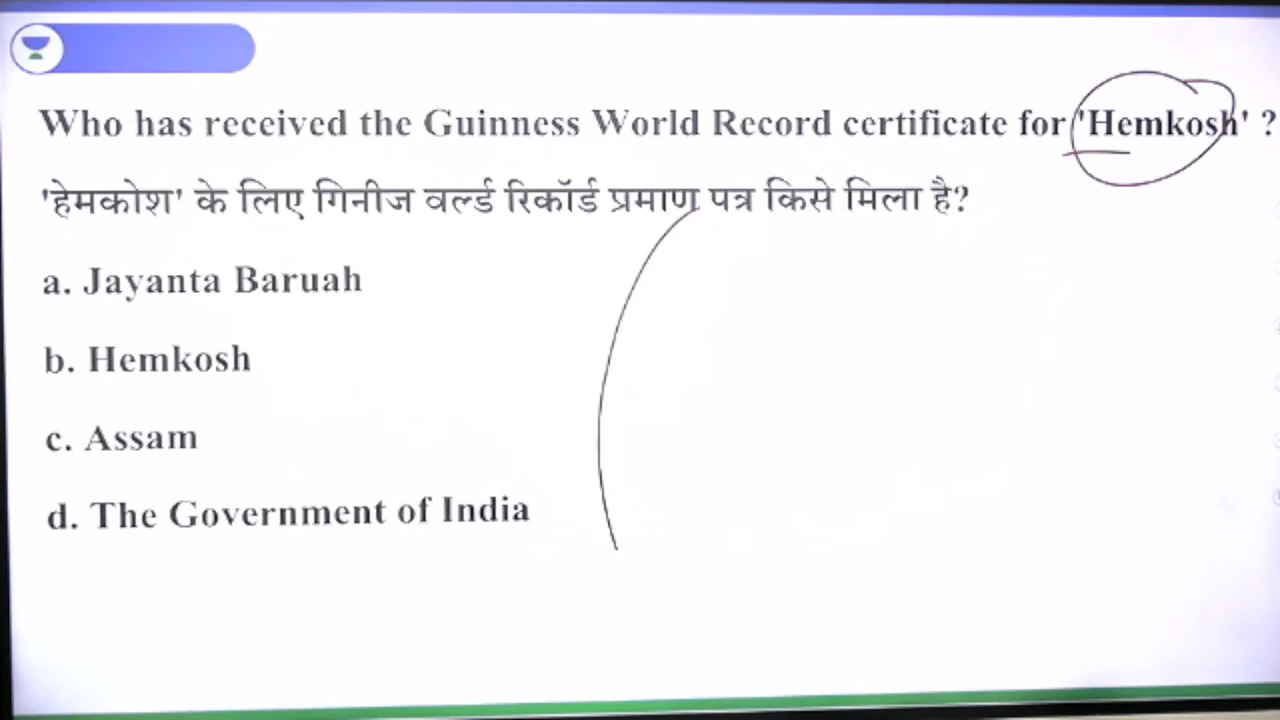 Who has received the Guinness World Record certificate for 'Hemkosh' ?
'हेमकोश' के लिए गिनीज वर्ल्ड रिकॉर्ड प्रमाण पत्र किसे मिला है?
a. Jayanta Baruah
b. Hemkosh
c. Assam
d. The Government of India